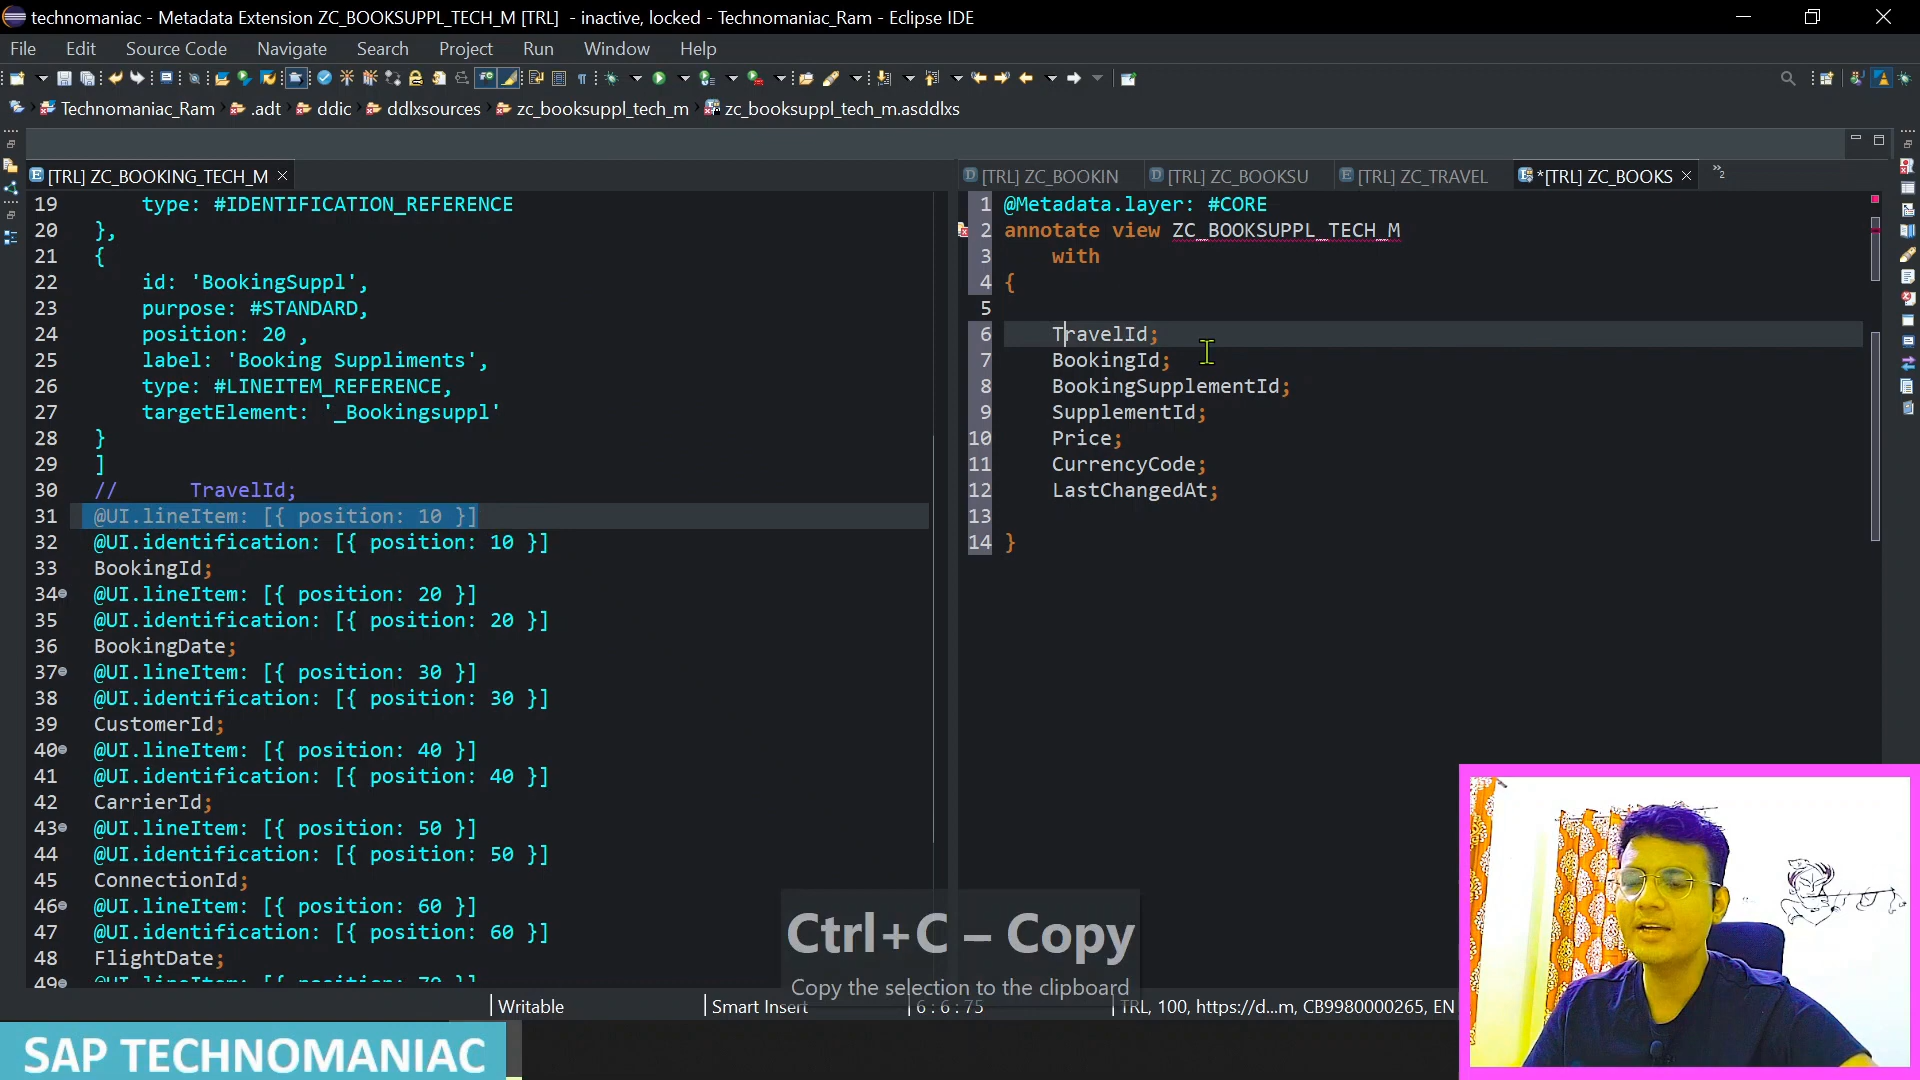 technomaniac - Metadata Extension ZC_BOOKSUPPL_TECH_M [TRL]  - inactive, locked - Technomaniac_Ram - Eclipse IDE
File Edit Source Code Navigate Search Project Run Window Help
Technomaniac_Ram .adt ddic ddlxsources zc_booksuppl_tech_m zc_booksuppl_tech_m.asddlxs
[TRL] ZC_BOOKING_TECH_M
19 type: #IDENTIFICATION_REFERENCE
20 },
21 {
22 id: 'BookingSuppl',
23 purpose: #STANDARD,
24 position: 20 ,
25 label: 'Booking Suppliments',
26 type: #LINEITEM_REFERENCE,
27 targetElement: '_Bookingsuppl'
28 }
29 ]
30 // TravelId;
31 @UI.lineItem: [{ position: 10 }]
32 @UI.identification: [{ position: 10 }]
33 BookingId;
34 @UI.lineItem: [{ position: 20 }]
35 @UI.identification: [{ position: 20 }]
36 BookingDate;
37 @UI.lineItem: [{ position: 30 }]
38 @UI.identification: [{ position: 30 }]
39 CustomerId;
40 @UI.lineItem: [{ position: 40 }]
41 @UI.identification: [{ position: 40 }]
42 CarrierId;
43 @UI.lineItem: [{ position: 50 }]
44 @UI.identification: [{ position: 50 }]
45 ConnectionId;
46 @UI.lineItem: [{ position: 60 }]
47 @UI.identification: [{ position: 60 }]
48 FlightDate;
49 @UI.lineItem: [{ position: 70 }]
[TRL] ZC_BOOKIN [TRL] ZC_BOOKSU [TRL] ZC_TRAVEL *[TRL] ZC_BOOKS »2
1 @Metadata.layer: #CORE
2 annotate view ZC_BOOKSUPPL_TECH_M
3 with
4 {
5
6 TravelId;
7 BookingId;
8 BookingSupplementId;
9 SupplementId;
10 Price;
11 CurrencyCode;
12 LastChangedAt;
13
14 }
Ctrl+C – Copy
Copy the selection to the clipboard
Writable Smart Insert 6 : 6 : 75 TRL, 100, https://d...m, CB9980000265, EN
SAP TECHNOMANIAC